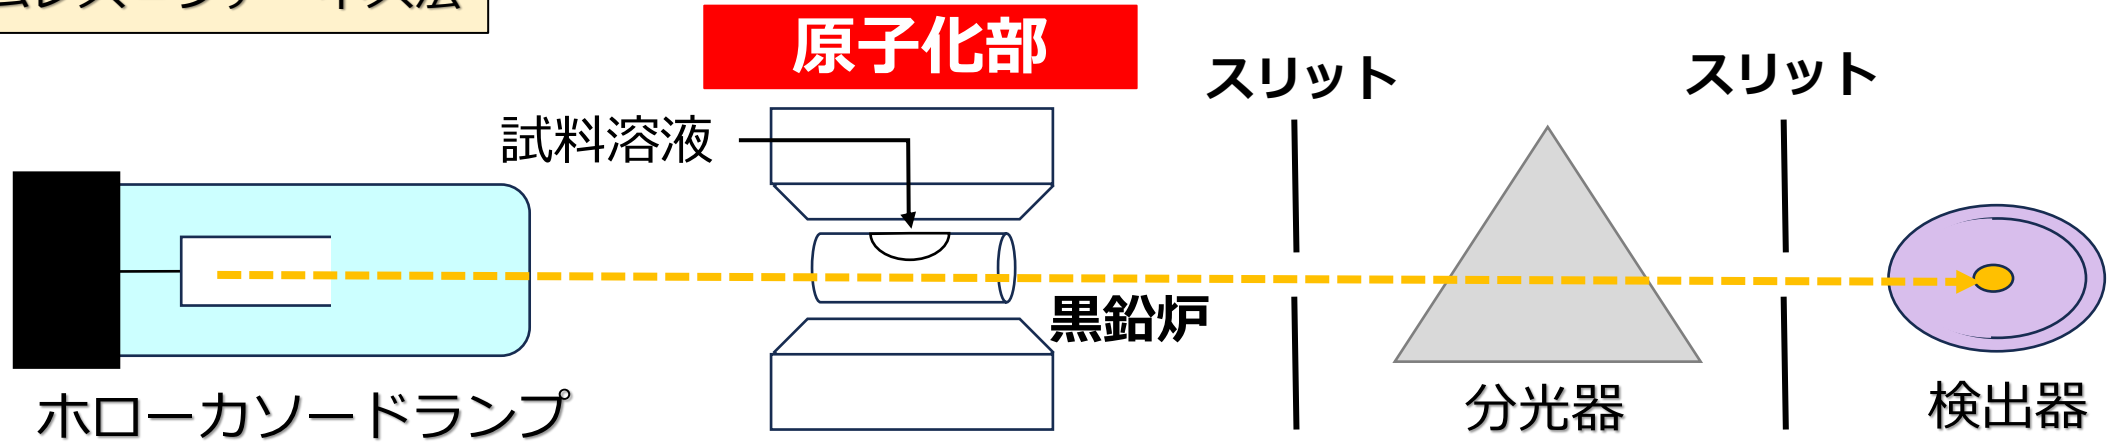 原子化部
スリット
スリット
試料溶液
黒鉛炉
ホローカソードランプ
分光器
検出器